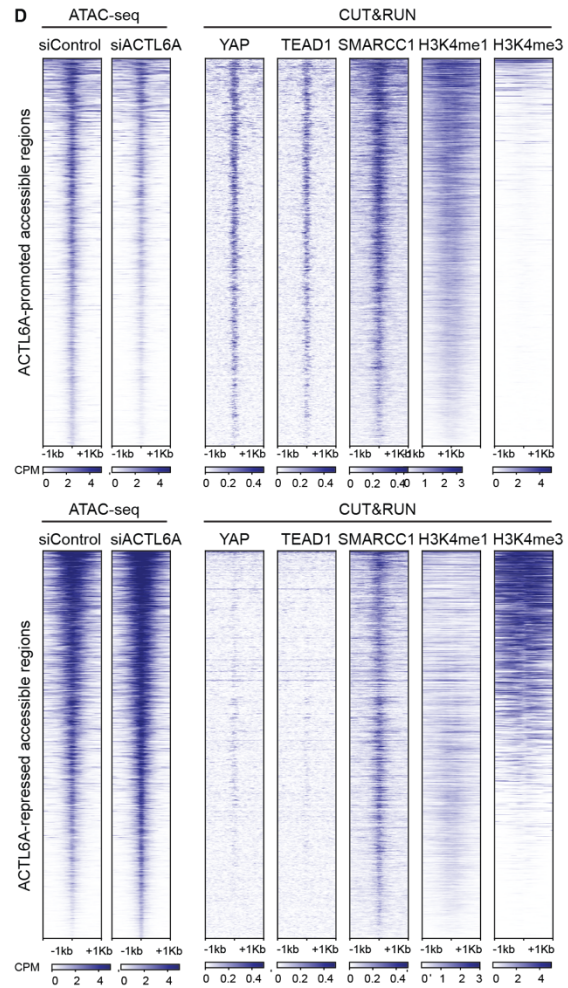 D
ATAC-seq CUT&RUN
siControl siACTL6A YAP TEAD1 SMARCC1 H3K4me1 H3K4me3
ACTL6A-promoted accessible regions
-1kb +1Kb -1kb +1Kb -1kb +1Kb -1kb +1Kb -1kb +1Kb -1kb +1Kb -1kb +1Kb
CPM 0 2 4 0 2 4 0 0.2 0.4 0 0.2 0.4 0 0.2 0.4 1 2 3 0 2 4
ATAC-seq CUT&RUN
siControl siACTL6A YAP TEAD1 SMARCC1 H3K4me1 H3K4me3
ACTL6A-repressed accessible regions
-1kb +1Kb -1kb +1Kb -1kb +1Kb -1kb +1Kb -1kb +1Kb -1kb +1Kb -1kb +1Kb
CPM 0 2 4 0 2 4 0 0.2 0.4 0 0.2 0.4 0 0.2 0.4 0 1 2 3 0 2 4